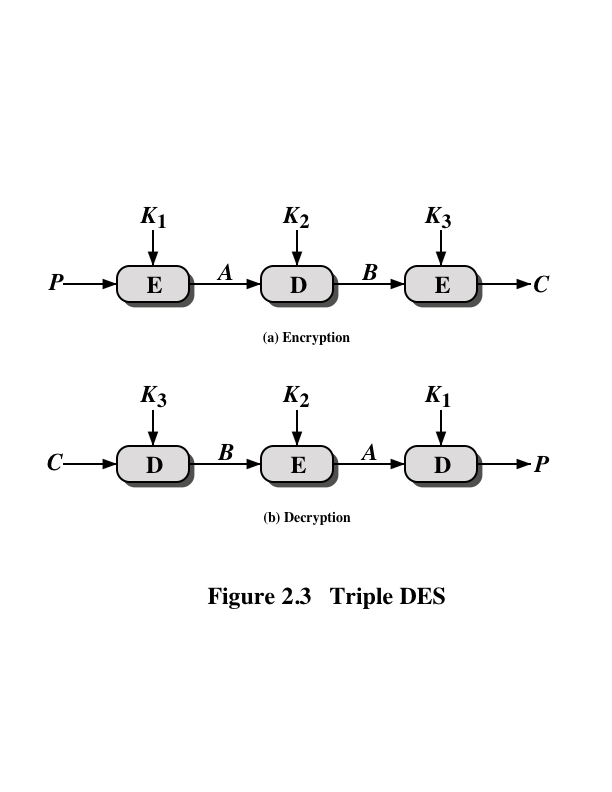 K1 K2 K3
P E A D B E C
(a) Encryption
K3 K2 K1
C D B E A D P
(b) Decryption
Figure 2.3 Triple DES